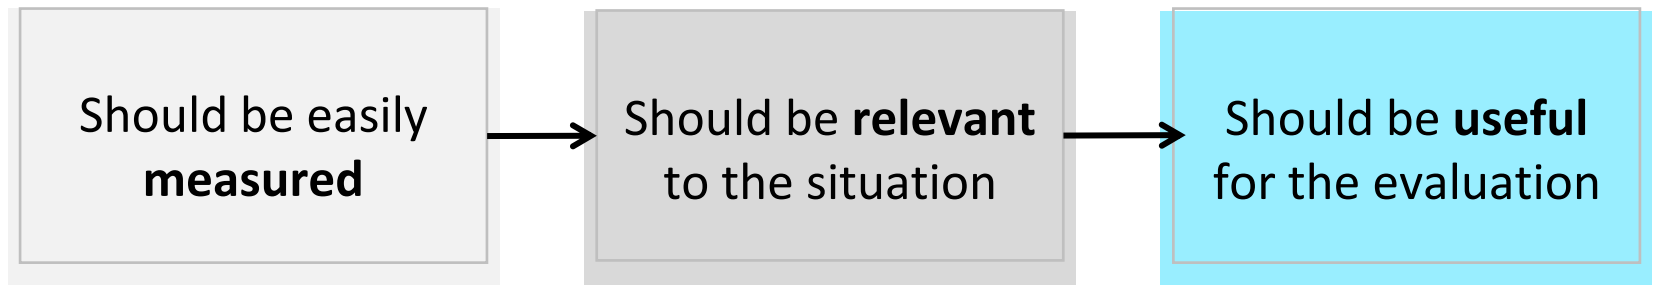 Should be easily
measured
Should be relevant
to the situation
Should be useful
for the evaluation